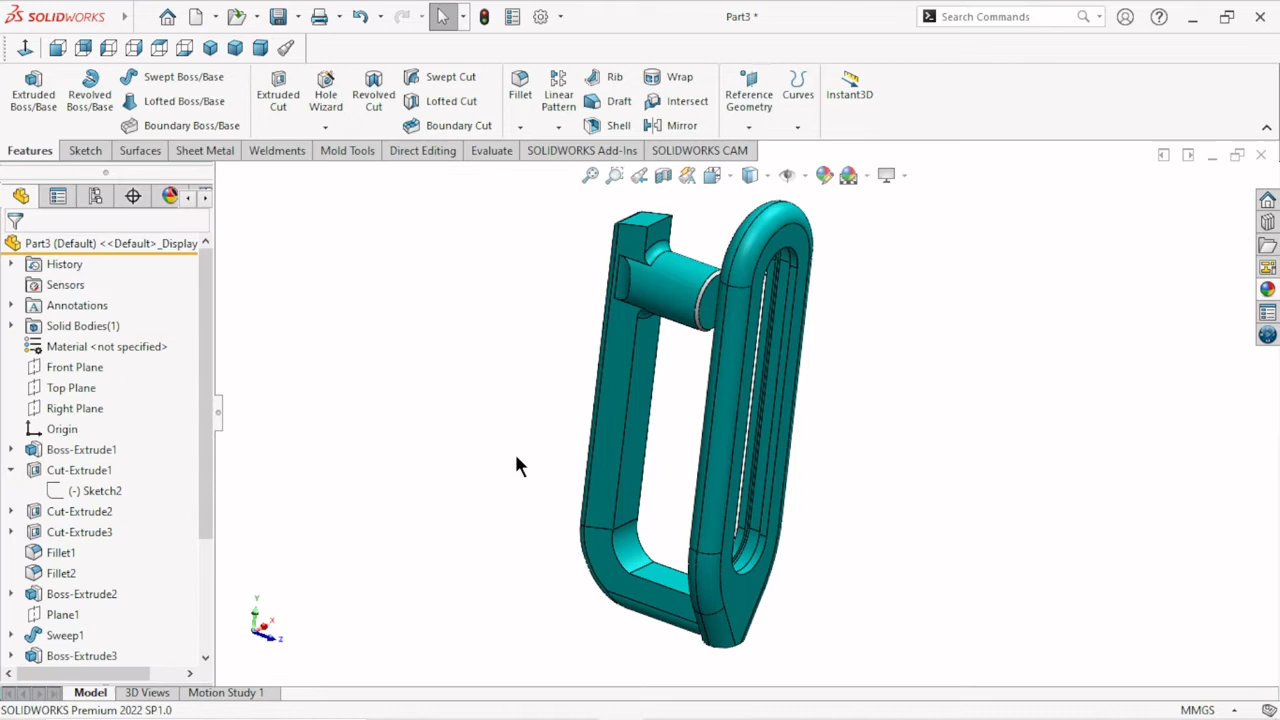 SOLIDWORKS
Part3 *
Search Commands
Extruded Boss/Base
Revolved Boss/Base
Swept Boss/Base
Lofted Boss/Base
Boundary Boss/Base
Extruded Cut
Hole Wizard
Revolved Cut
Swept Cut
Lofted Cut
Boundary Cut
Fillet
Linear Pattern
Rib
Draft
Shell
Wrap
Intersect
Mirror
Reference Geometry
Curves
Instant3D
Features Sketch Surfaces Sheet Metal Weldments Mold Tools Direct Editing Evaluate SOLIDWORKS Add-Ins SOLIDWORKS CAM
Part3 (Default) <<Default>_Display
History
Sensors
Annotations
Solid Bodies(1)
Material <not specified>
Front Plane
Top Plane
Right Plane
Origin
Boss-Extrude1
Cut-Extrude1
(-) Sketch2
Cut-Extrude2
Cut-Extrude3
Fillet1
Fillet2
Boss-Extrude2
Plane1
Sweep1
Boss-Extrude3
Y
X
Z
Model 3D Views Motion Study 1
SOLIDWORKS Premium 2022 SP1.0
MMGS